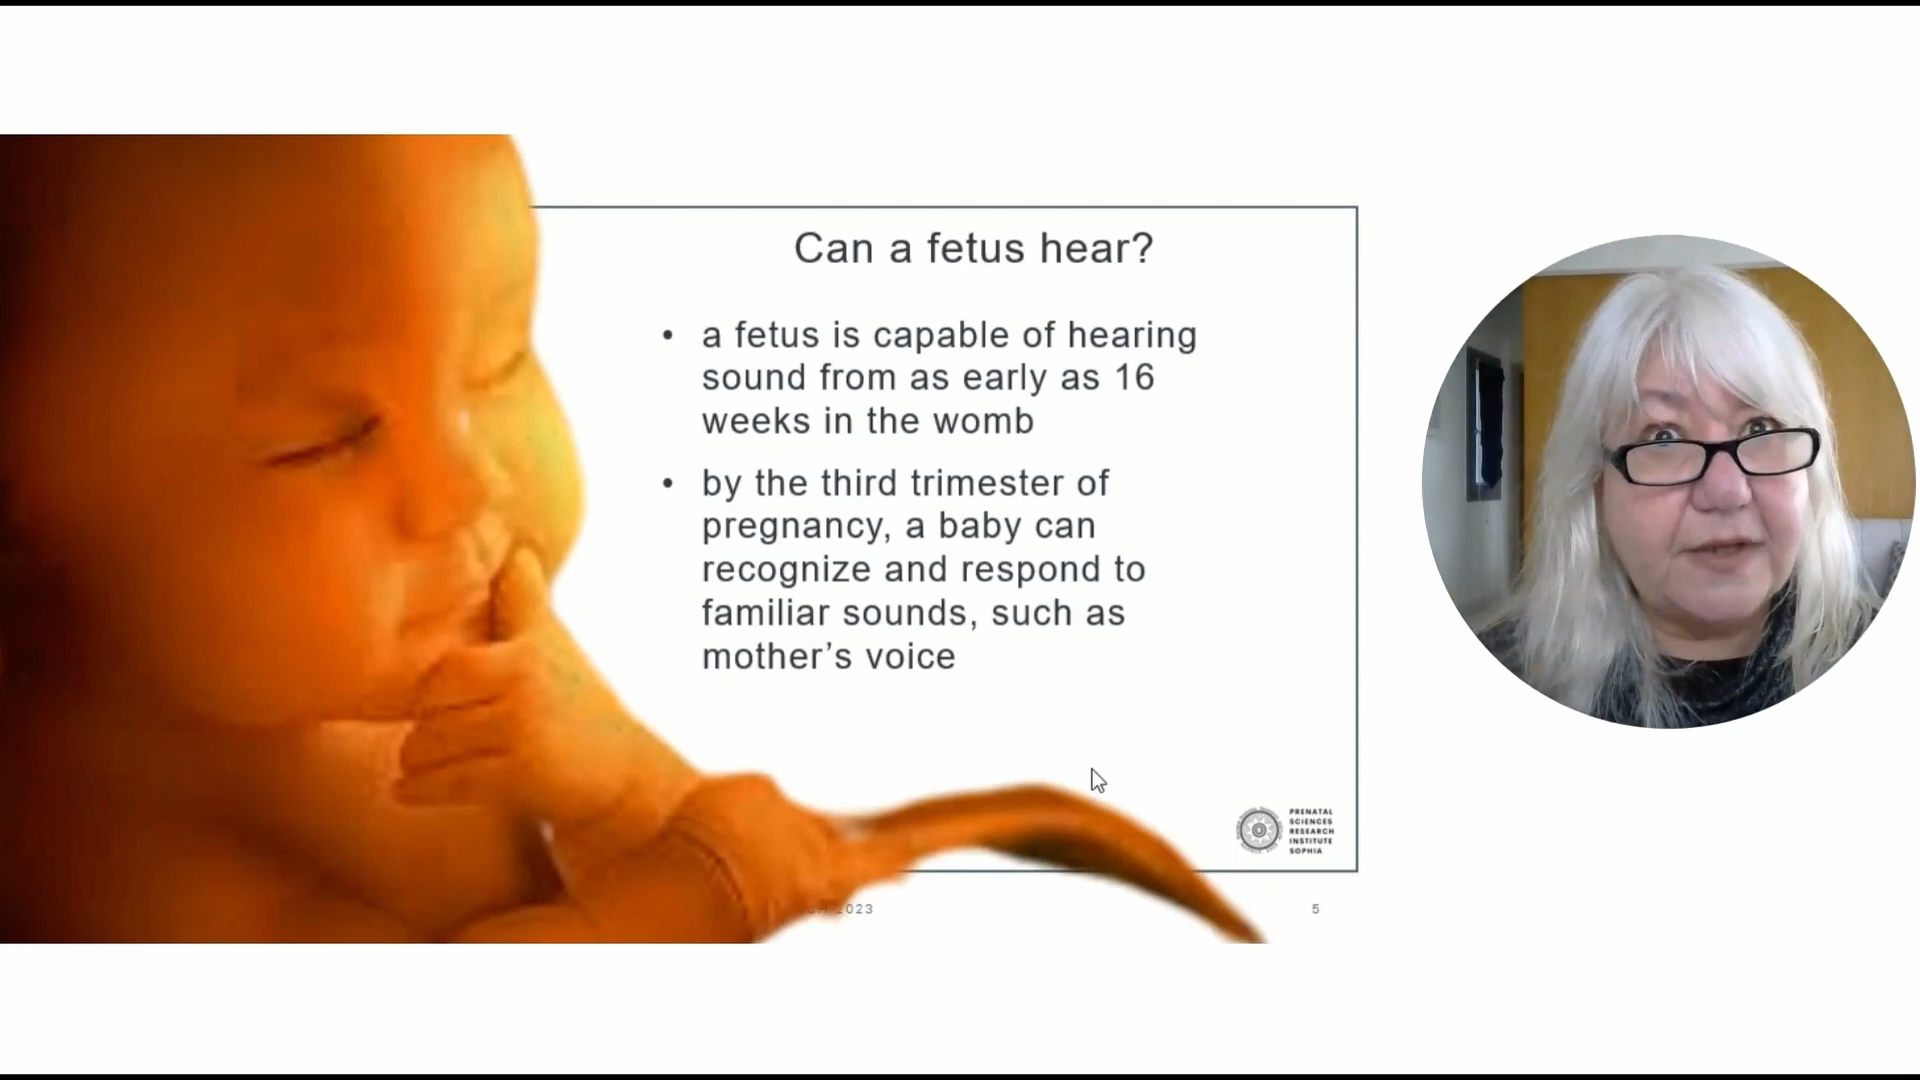 Can a fetus hear?
• a fetus is capable of hearing
sound from as early as 16
weeks in the womb
• by the third trimester of
pregnancy, a baby can
recognize and respond to
familiar sounds, such as
mother’s voice
PRENATAL
SCIENCES
RESEARCH
INSTITUTE
SOPHIA
2023
5